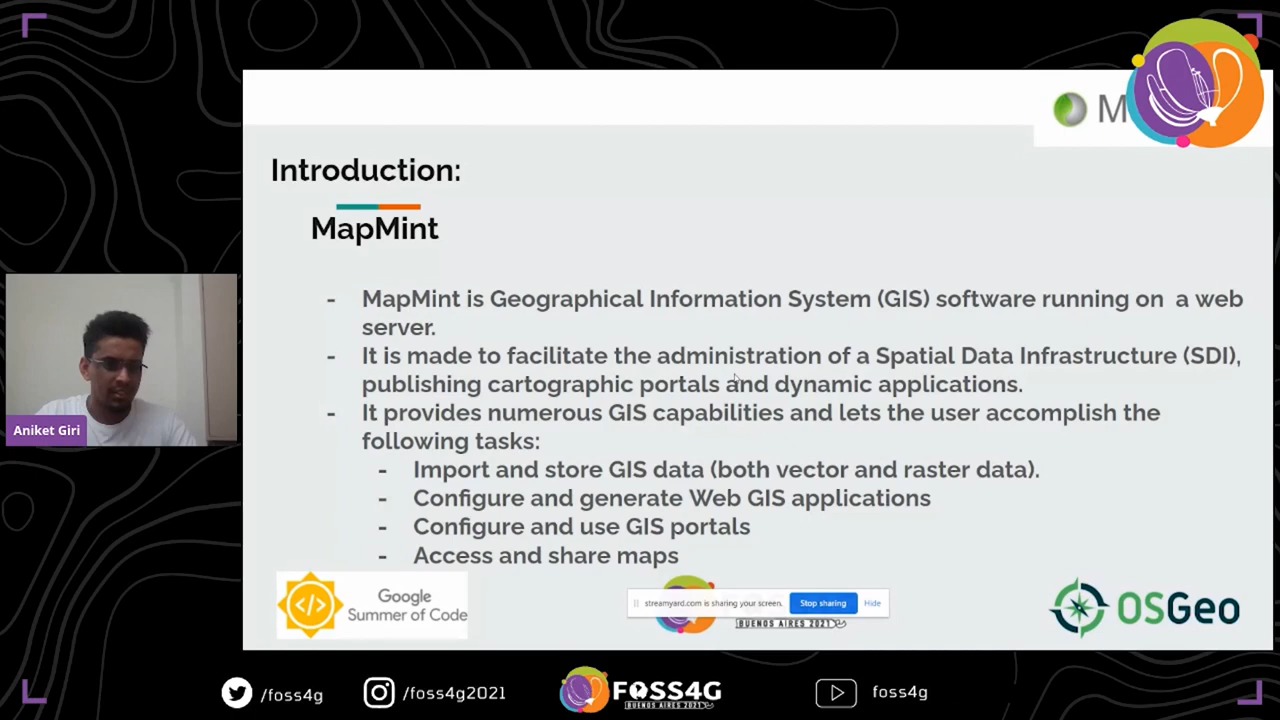 M
Introduction:
MapMint
- MapMint is Geographical Information System (GIS) software running on a web
server.
- It is made to facilitate the administration of a Spatial Data Infrastructure (SDI),
publishing cartographic portals and dynamic applications.
- It provides numerous GIS capabilities and lets the user accomplish the
following tasks:
- Import and store GIS data (both vector and raster data).
- Configure and generate Web GIS applications
- Configure and use GIS portals
- Access and share maps
Aniket Giri
Google
Summer of Code
streamyard.com is sharing your screen.
Stop sharing
Hide
BUENOS AIRES 2021
OSGeo
/foss4g
/foss4g2021
FOSS4G
BUENOS AIRES 2021
foss4g